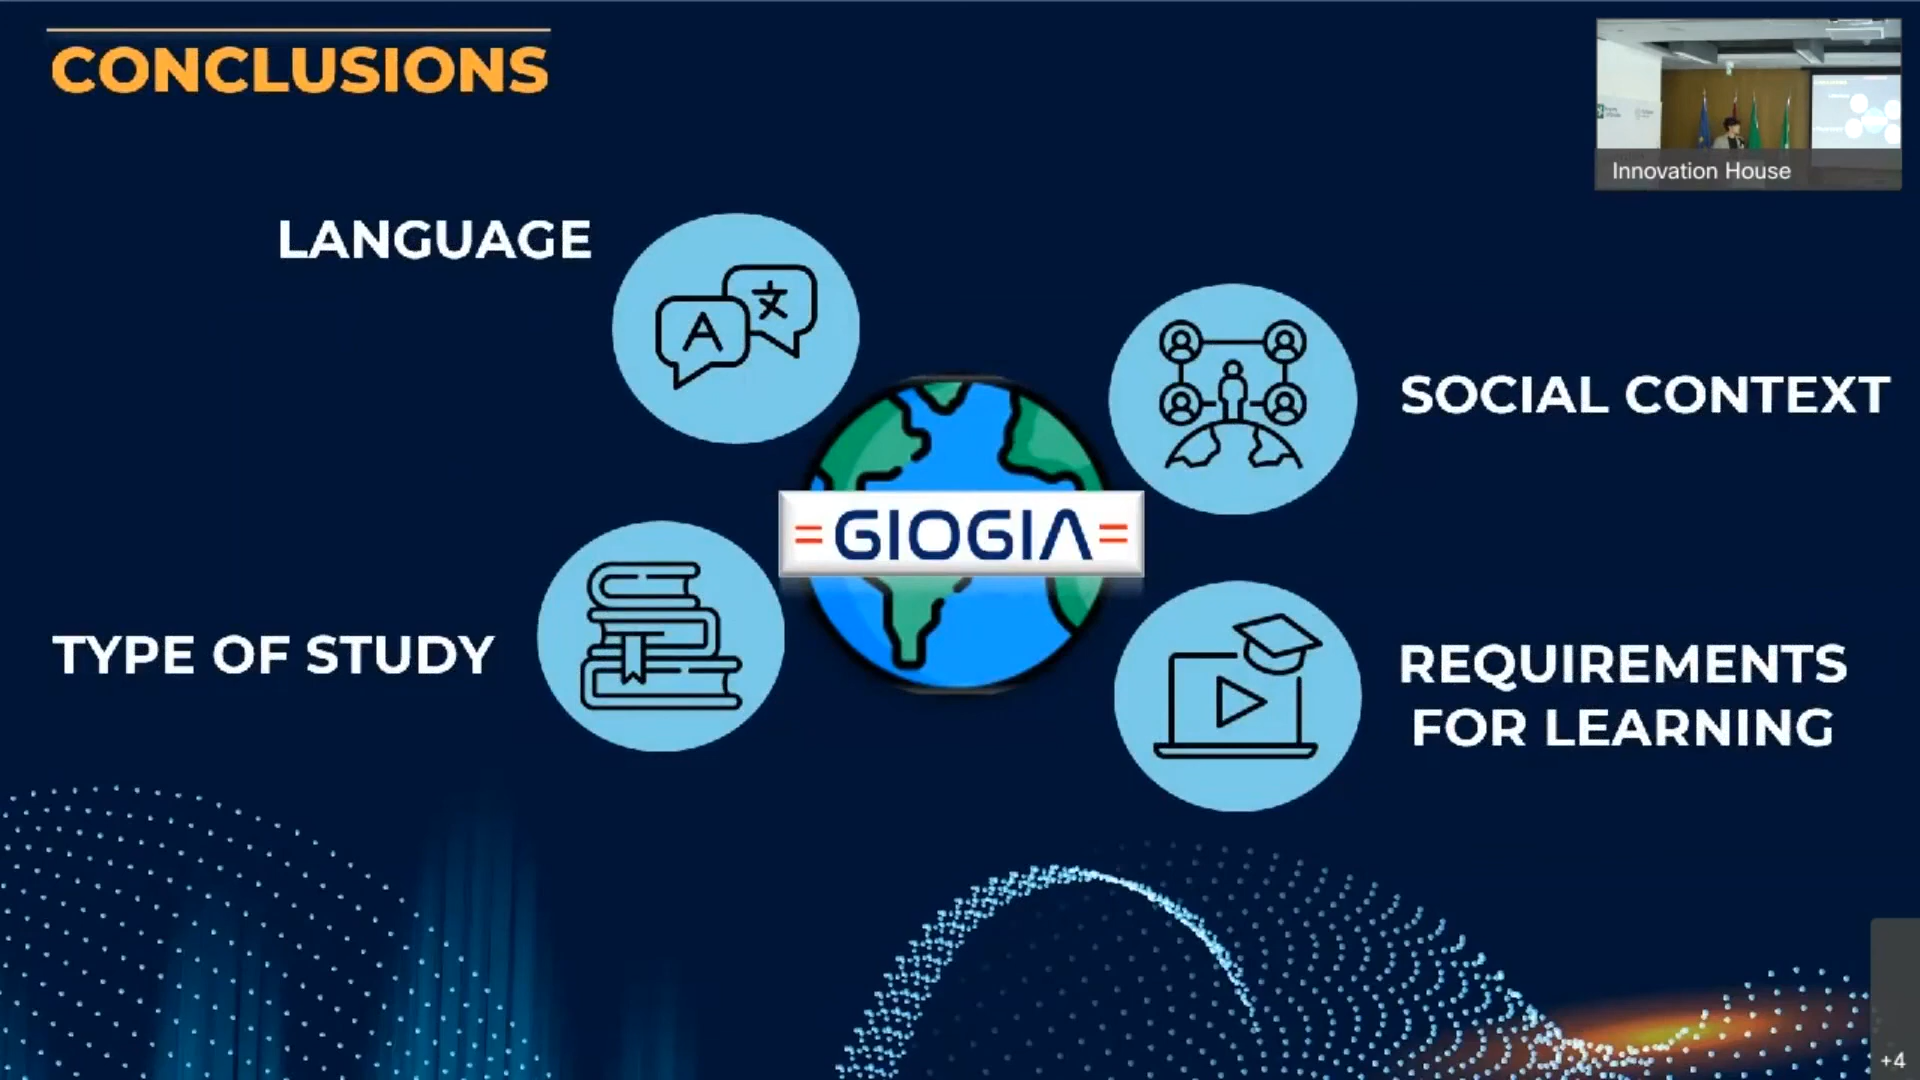 CONCLUSIONS
Innovation House
LANGUAGE
A
文
SOCIAL CONTEXT
=GIOGIA=
TYPE OF STUDY
REQUIREMENTS
FOR LEARNING
+4